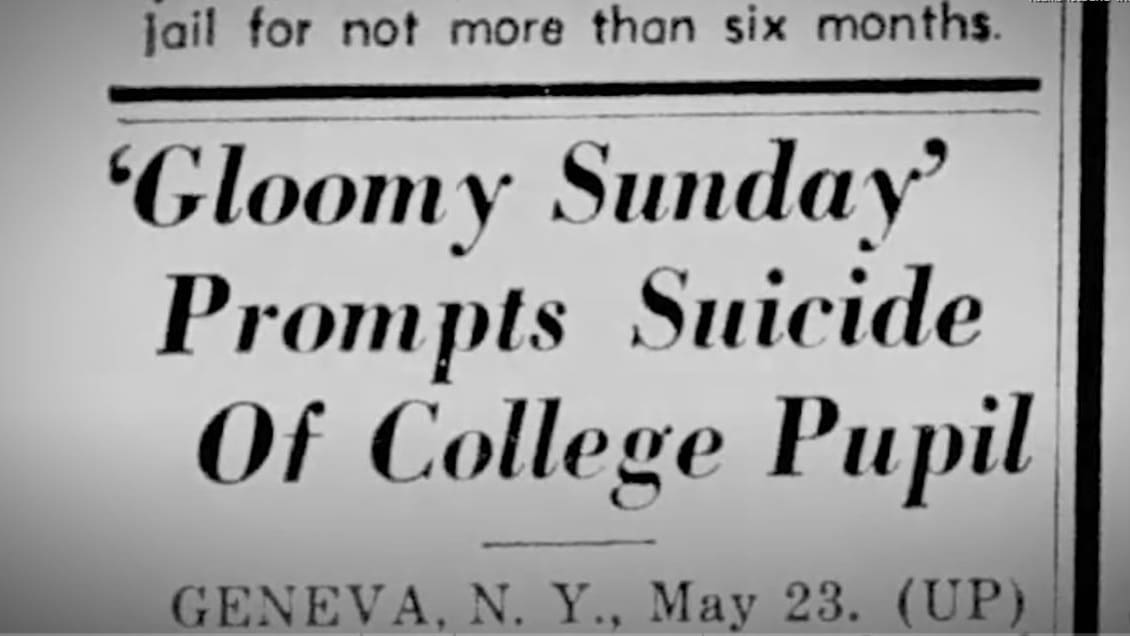 jail for not more than six months.
‘Gloomy Sunday’
Prompts Suicide
Of College Pupil
GENEVA, N. Y., May 23. (UP)